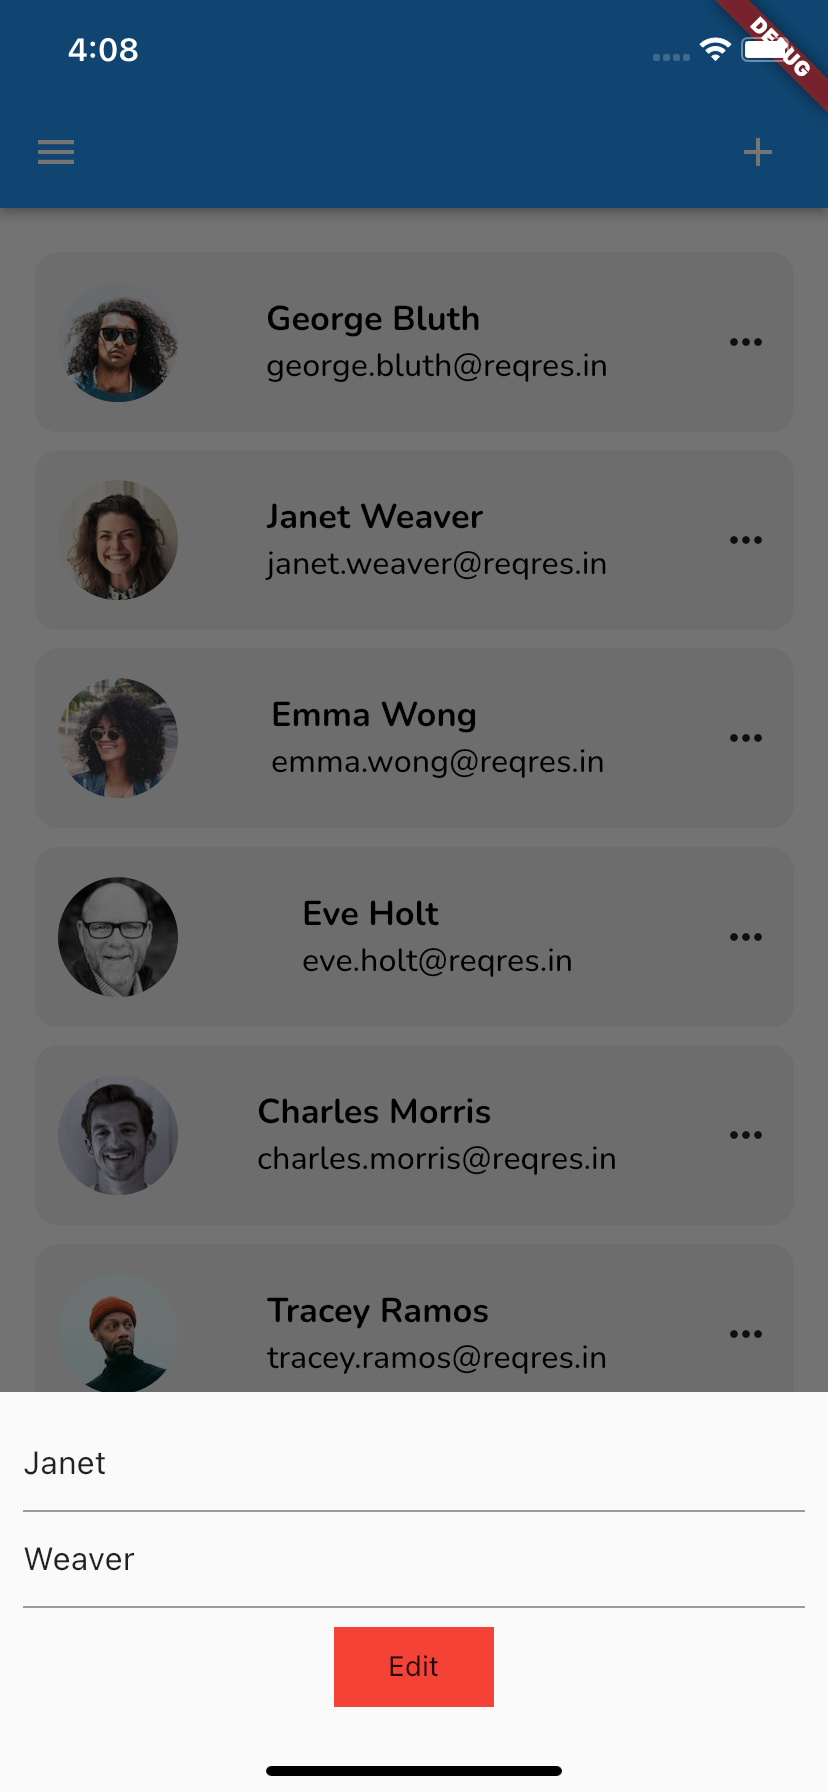 4:08
DEBUG
George Bluth
george.bluth@reqres.in
Janet Weaver
janet.weaver@reqres.in
Emma Wong
emma.wong@reqres.in
Eve Holt
eve.holt@reqres.in
Charles Morris
charles.morris@reqres.in
Tracey Ramos
tracey.ramos@reqres.in
Janet
Weaver
Edit